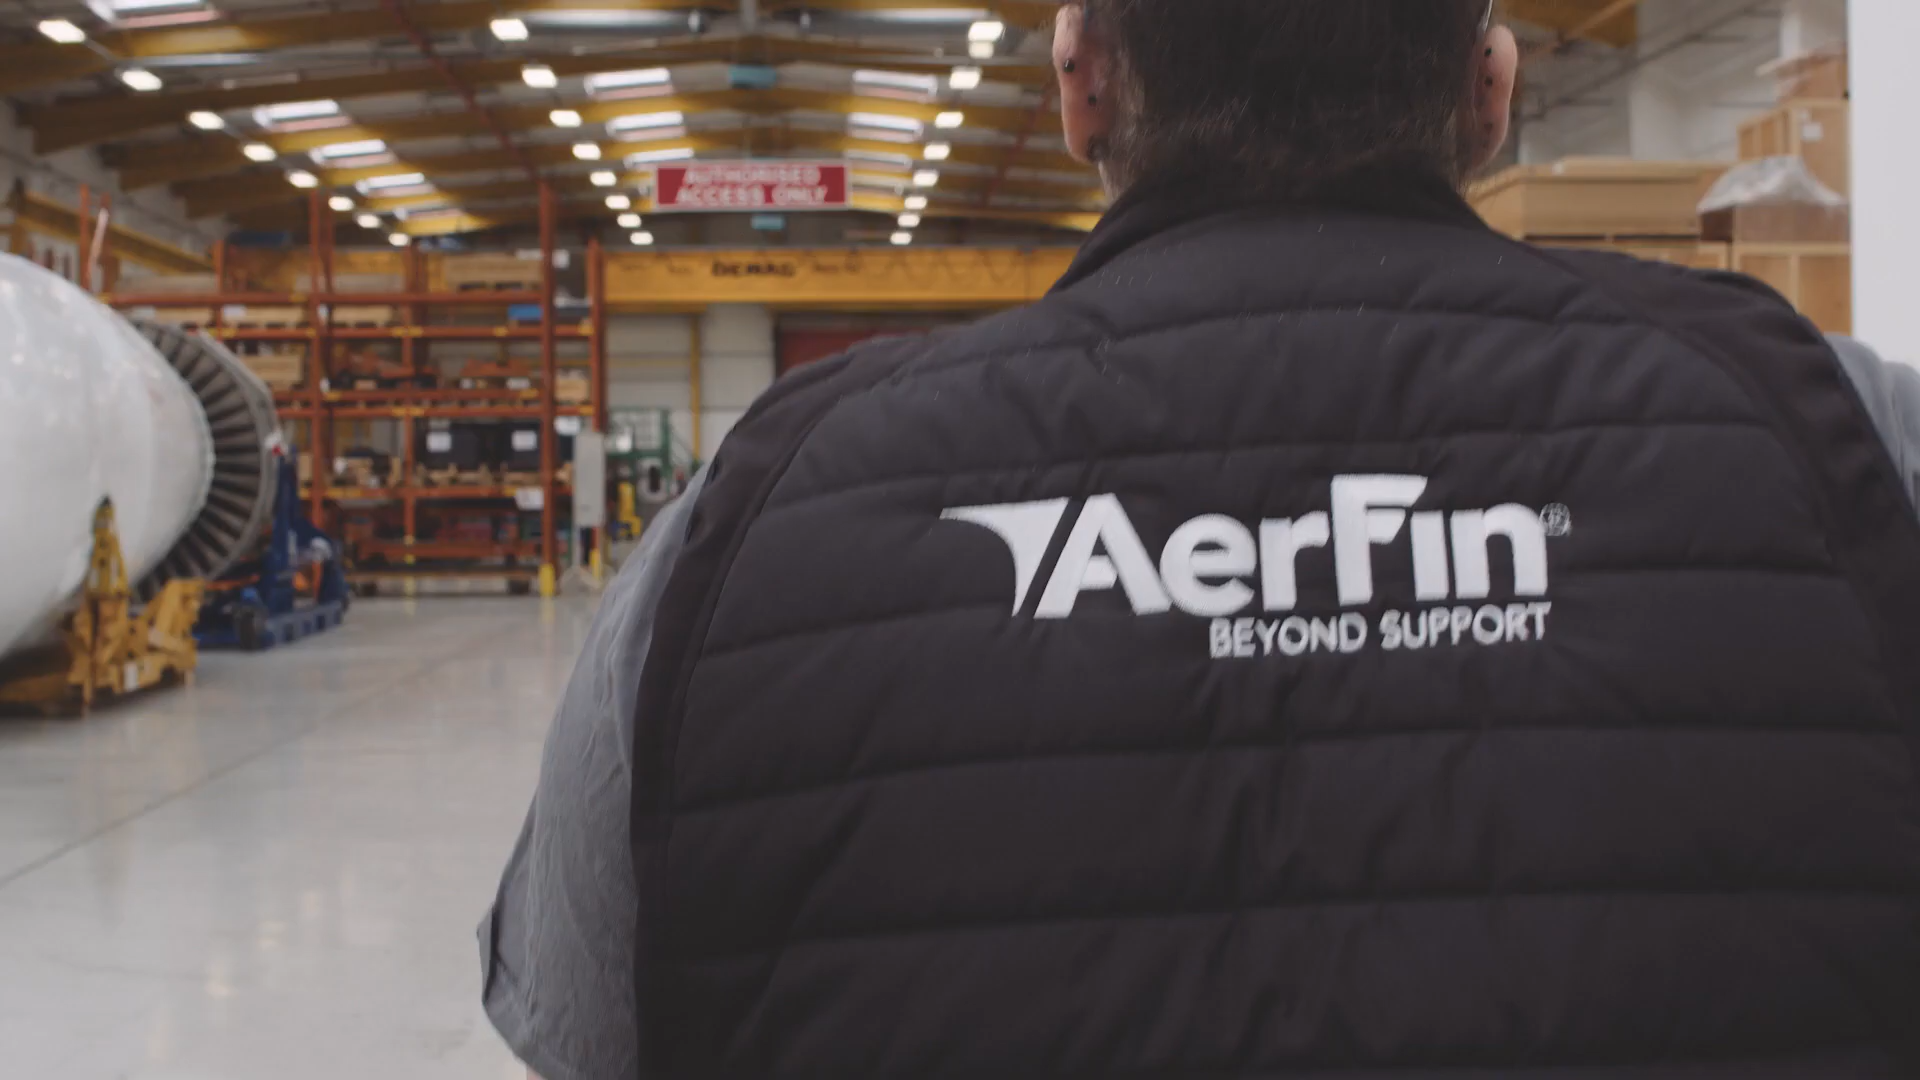 AUTHORISED
ACCESS ONLY
DEMAG
AerFin®
BEYOND SUPPORT